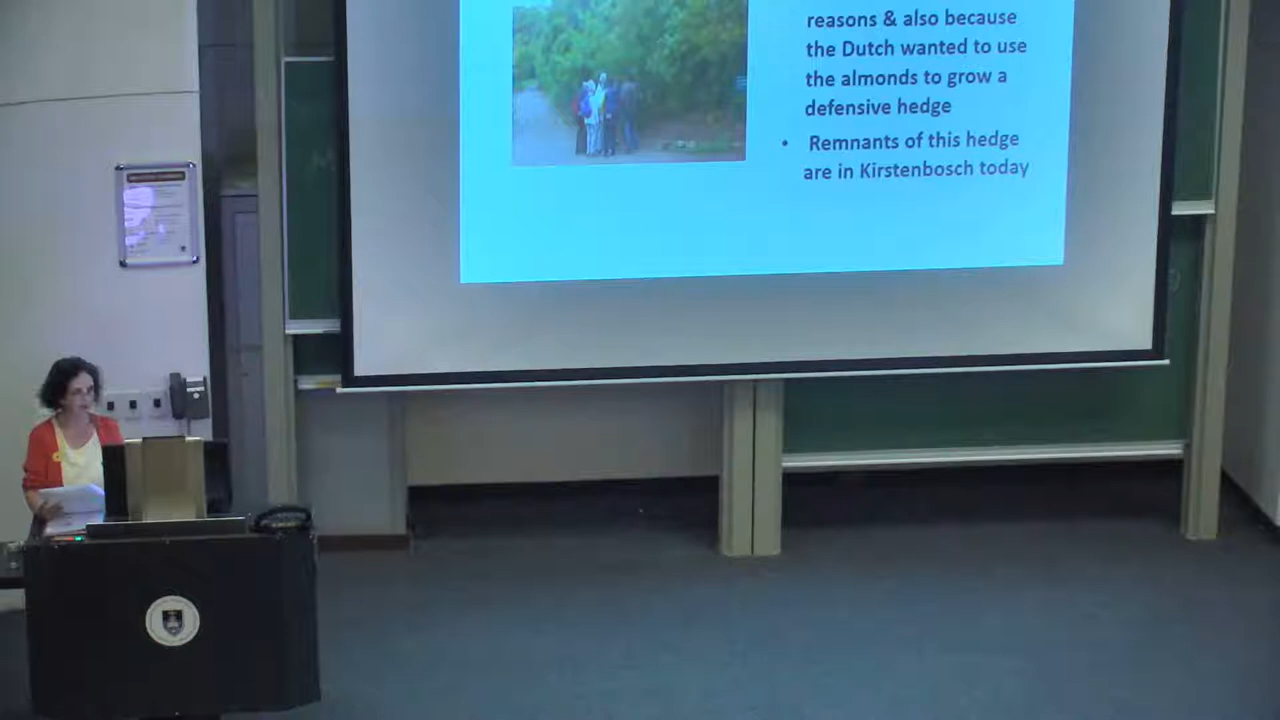 reasons & also because
the Dutch wanted to use
the almonds to grow a
defensive hedge
• Remnants of this hedge
are in Kirstenbosch today